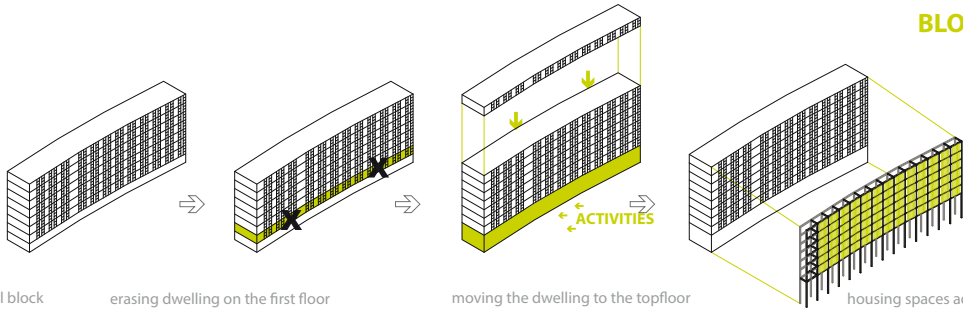 BLO
X
X
ACTIVITIES
l block
erasing dwelling on the first floor
moving the dwelling to the topfloor
housing spaces a